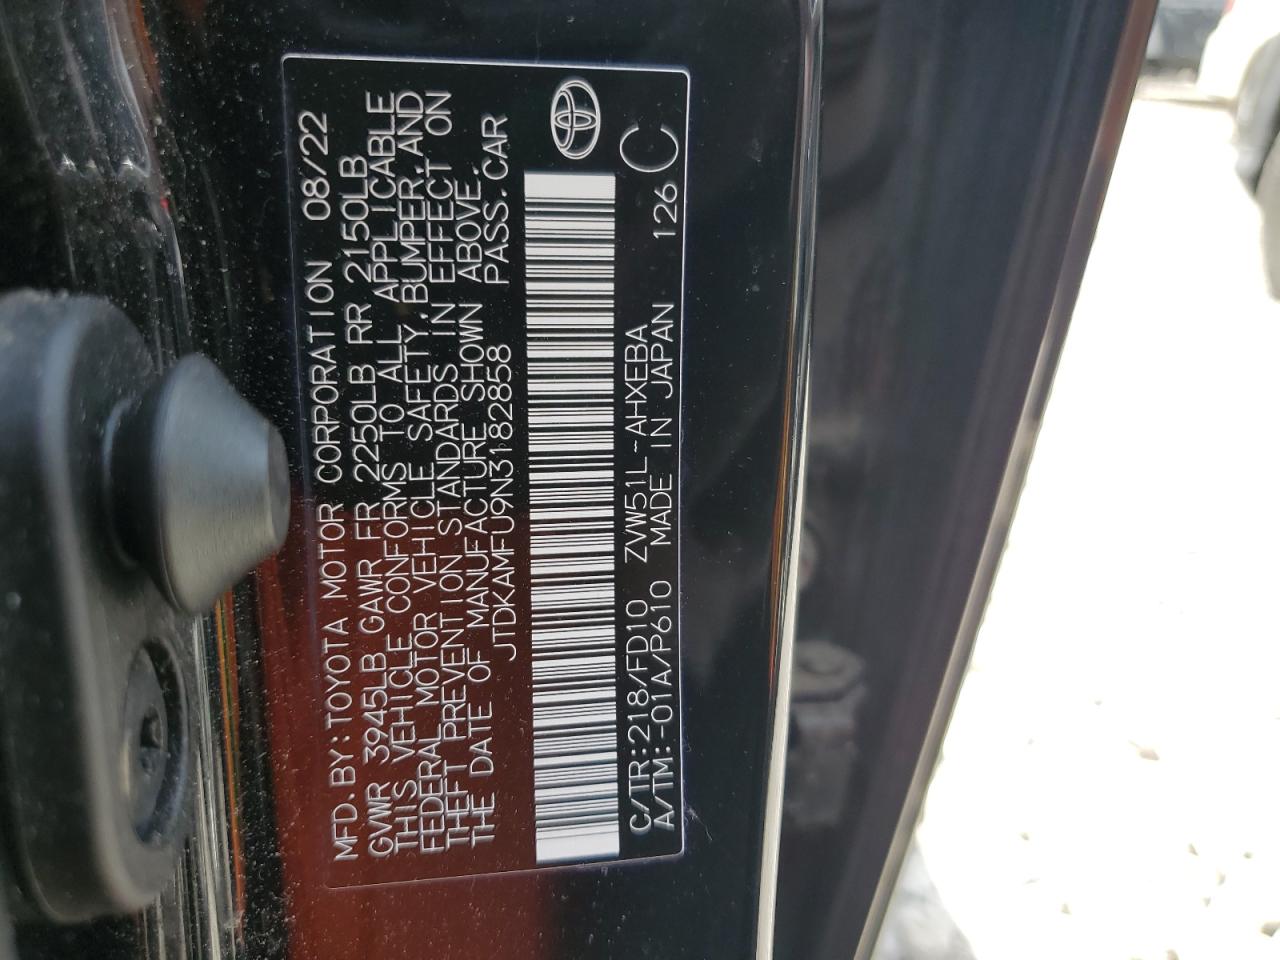 MFD.BY:TOYOTA MOTOR CORPORATION 08/22
GVWR 3945LB GAWR FR 2250LB RR 2150LB
THIS VEHICLE CONFORMS TO ALL APPLICABLE
FEDERAL MOTOR VEHICLE SAFETY,BUMPER,AND
THEFT PREVENTION STANDARDS IN EFFECT ON
THE DATE OF MANUFACTURE SHOWN ABOVE.
JTDKAMFU9N3182858 PASS.CAR
C/TR:218/FD10 ZVW51L-AHXEBA C
A/TM:-01A/P610 MADE IN JAPAN 126